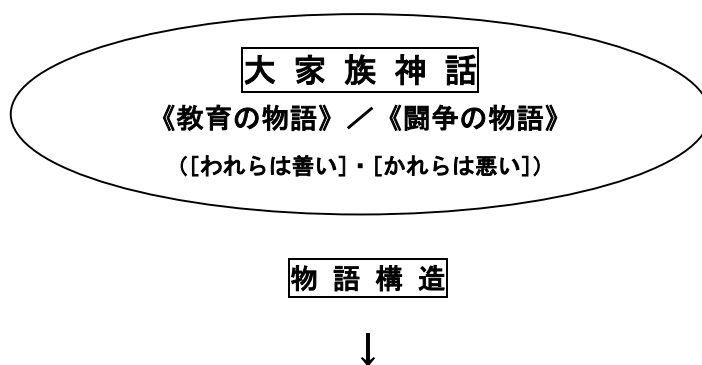 大家族神話
《教育の物語》／《闘争の物語》
（[われらは善い]・[かれらは悪い]）
物語構造
↓